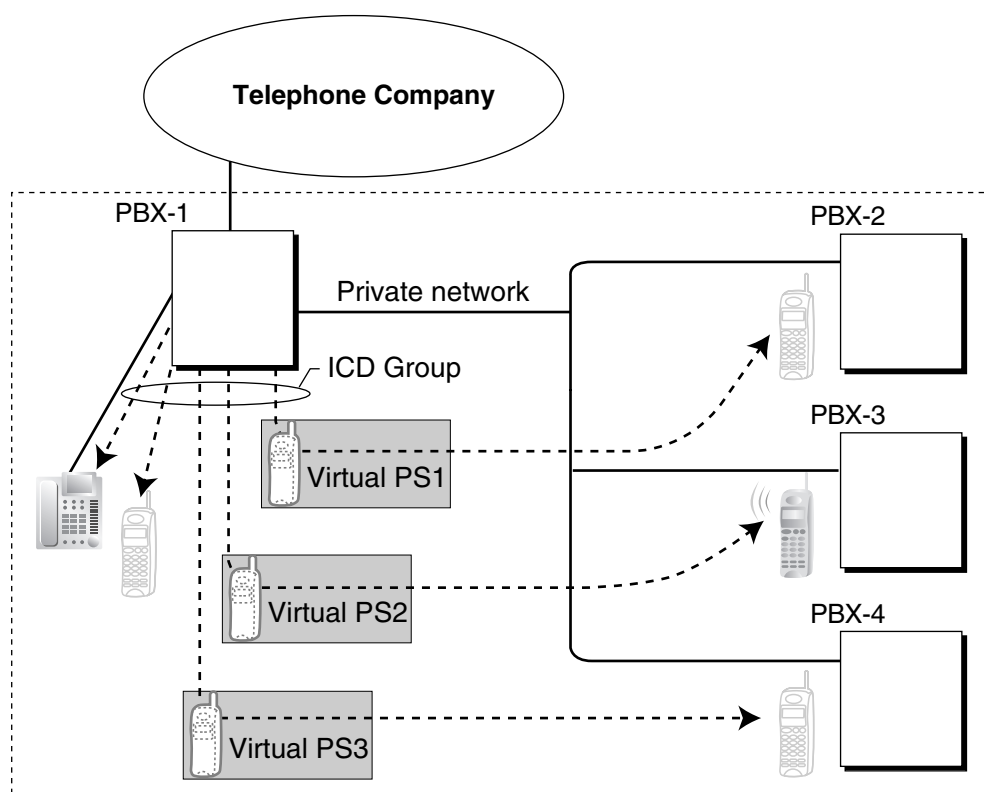 Telephone Company
PBX-1
PBX-2
Private network
ICD Group
PBX-3
Virtual PS1
Virtual PS2
PBX-4
Virtual PS3